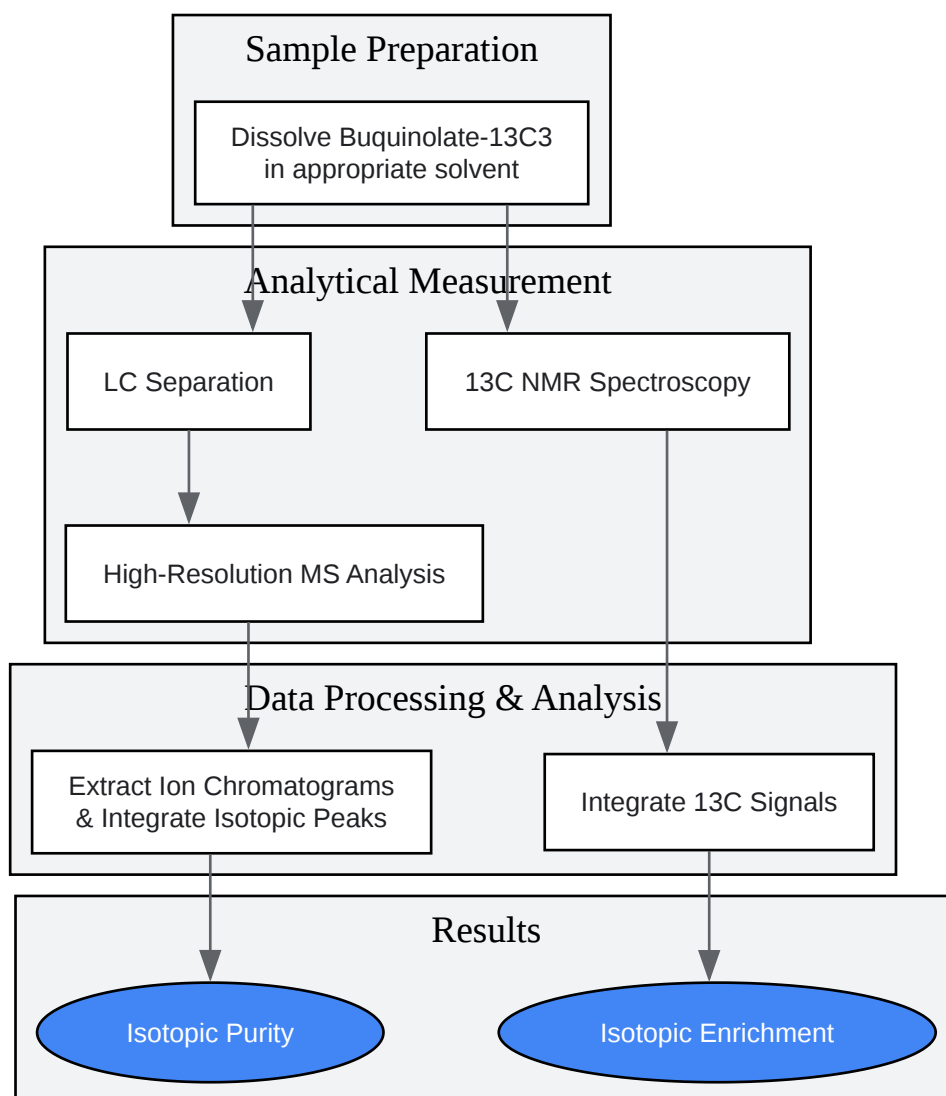 Sample Preparation
Dissolve Buquinolate-13C3
in appropriate solvent
Analytical Measurement
LC Separation
13C NMR Spectroscopy
High-Resolution MS Analysis
Data Processing & Analysis
Extract Ion Chromatograms
& Integrate Isotopic Peaks
Integrate 13C Signals
Results
Isotopic Purity
Isotopic Enrichment